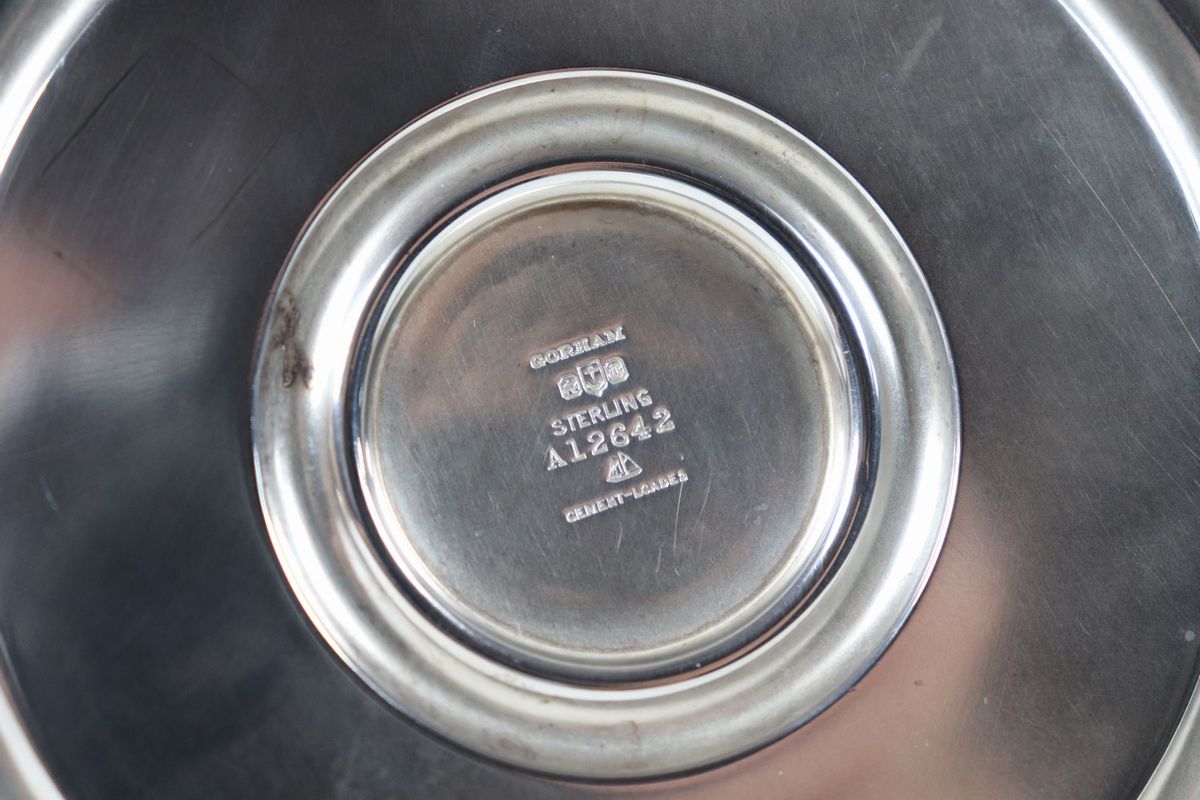 GORHAM
STERLING
A12642
CEMENT-LOADED